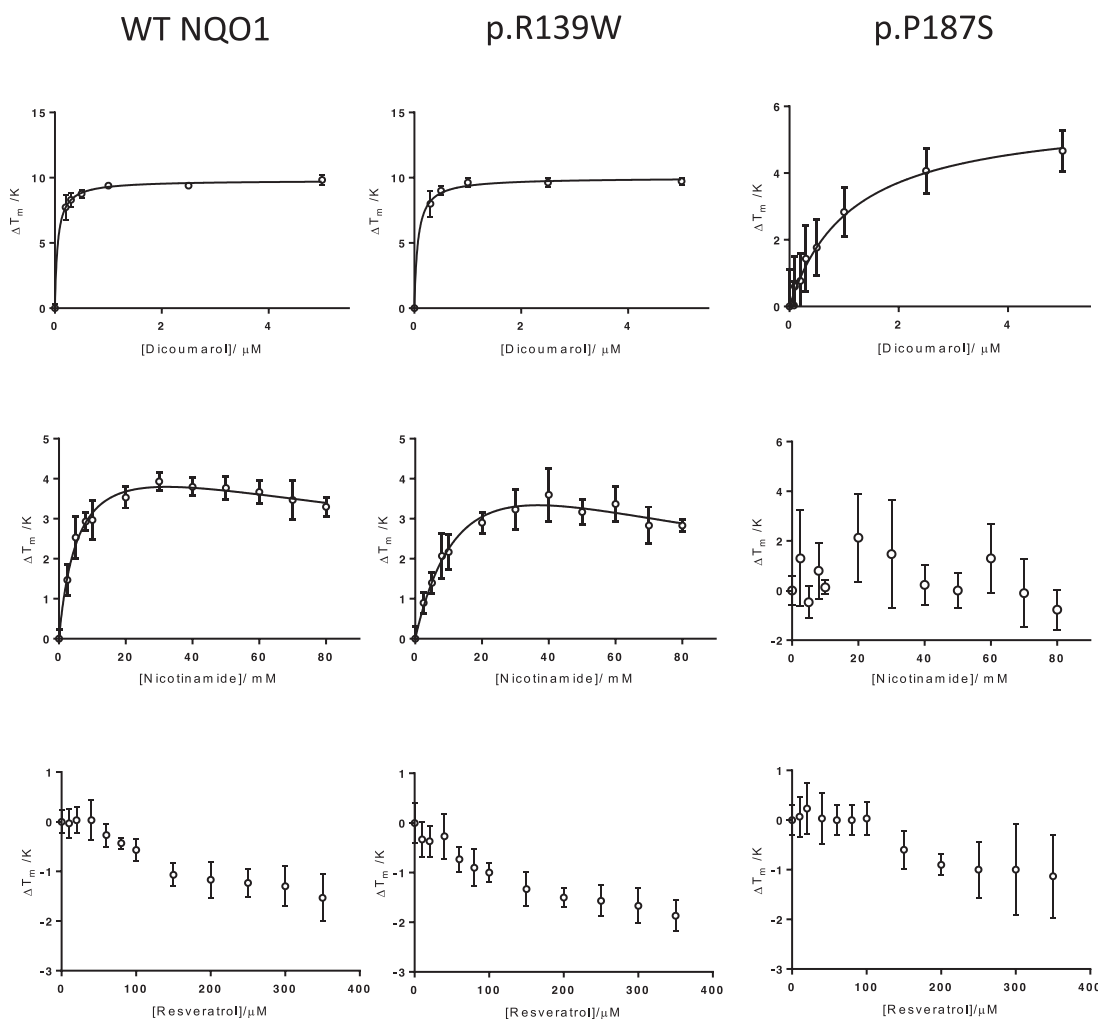 WT NQO1 p.R139W p.P187S
15 15 6
10 10 4
5 5 2
0 0 0
ΔTm /K ΔTm /K ΔTm /K
0 2 4 0 2 4 0 2 4
[Dicoumarol]/ μM [Dicoumarol]/ μM [Dicoumarol]/ μM
5 5 6
4 4 4
3 3 2
2 2 0
1 1 -2
0 0
ΔTm /K ΔTm /K ΔTm /K
0 20 40 60 80 0 20 40 60 80 0 20 40 60 80
[Nicotinamide]/ mM [Nicotinamide]/ mM [Nicotinamide]/ mM
1 1 1
0 0 0
-1 -1 -1
-2 -2 -2
-3 -3 -3
ΔTm /K ΔTm /K ΔTm /K
0 100 200 300 400 0 100 200 300 400 0 100 200 300 400
[Resveratrol]/μM [Resveratrol]/μM [Resveratrol]/μM